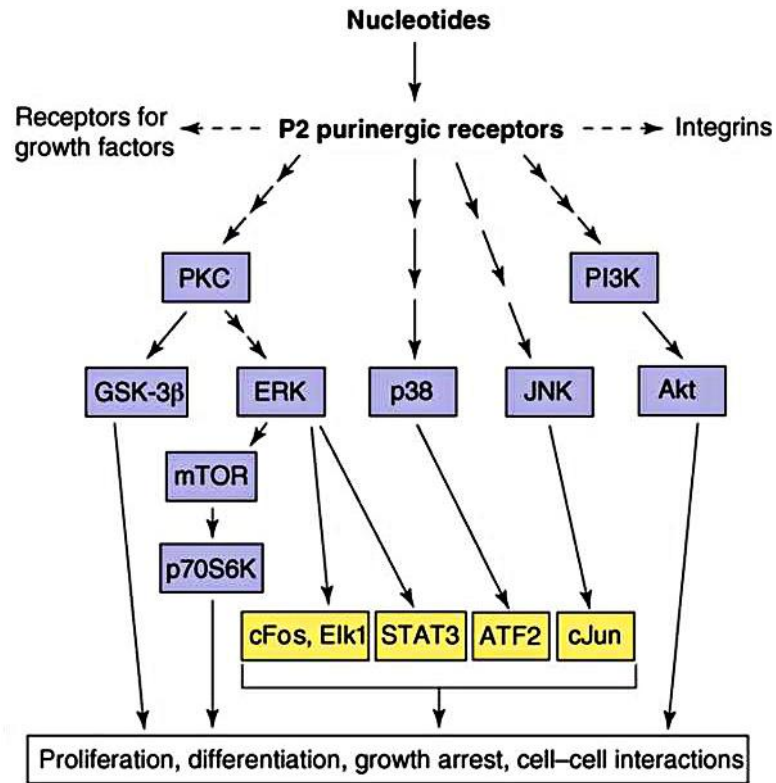 Nucleotides
Receptors for
growth factors
P2 purinergic receptors
Integrins
PKC
PI3K
GSK-3β
ERK
p38
JNK
Akt
mTOR
p70S6K
cFos, Elk1
STAT3
ATF2
cJun
Proliferation, differentiation, growth arrest, cell–cell interactions